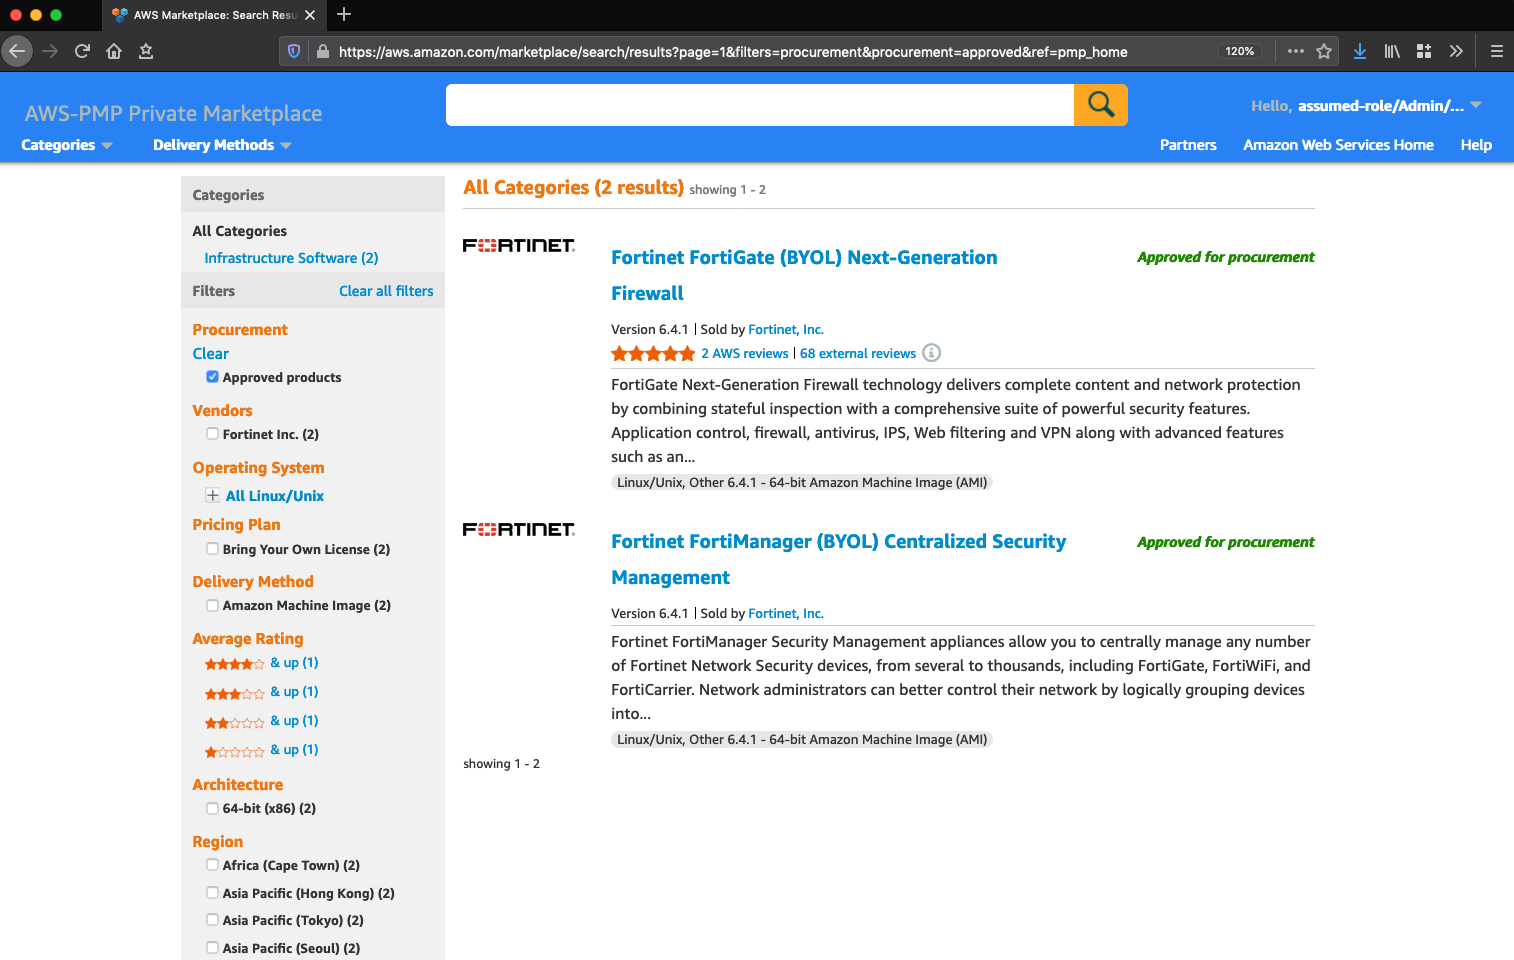 AWS Marketplace: Search Resu
https://aws.amazon.com/marketplace/search/results?page=1&filters=procurement&procurement=approved&ref=pmp_home
120%
AWS-PMP Private Marketplace
Hello, assumed-role/Admin/...
Categories
Delivery Methods
Partners
Amazon Web Services Home
Help
Categories
All Categories
Infrastructure Software (2)
Filters
Clear all filters
Procurement
Clear
Approved products
Vendors
Fortinet Inc. (2)
Operating System
All Linux/Unix
Pricing Plan
Bring Your Own License (2)
Delivery Method
Amazon Machine Image (2)
Average Rating
& up (1)
& up (1)
& up (1)
& up (1)
Architecture
64-bit (x86) (2)
Region
Africa (Cape Town) (2)
Asia Pacific (Hong Kong) (2)
Asia Pacific (Tokyo) (2)
Asia Pacific (Seoul) (2)
All Categories (2 results) showing 1 - 2
FORTINET
Fortinet FortiGate (BYOL) Next-Generation
Firewall
Approved for procurement
Version 6.4.1 | Sold by Fortinet, Inc.
2 AWS reviews | 68 external reviews
FortiGate Next-Generation Firewall technology delivers complete content and network protection
by combining stateful inspection with a comprehensive suite of powerful security features.
Application control, firewall, antivirus, IPS, Web filtering and VPN along with advanced features
such as an...
Linux/Unix, Other 6.4.1 - 64-bit Amazon Machine Image (AMI)
FORTINET
Fortinet FortiManager (BYOL) Centralized Security
Management
Approved for procurement
Version 6.4.1 | Sold by Fortinet, Inc.
Fortinet FortiManager Security Management appliances allow you to centrally manage any number
of Fortinet Network Security devices, from several to thousands, including FortiGate, FortiWiFi, and
FortiCarrier. Network administrators can better control their network by logically grouping devices
into...
Linux/Unix, Other 6.4.1 - 64-bit Amazon Machine Image (AMI)
showing 1 - 2